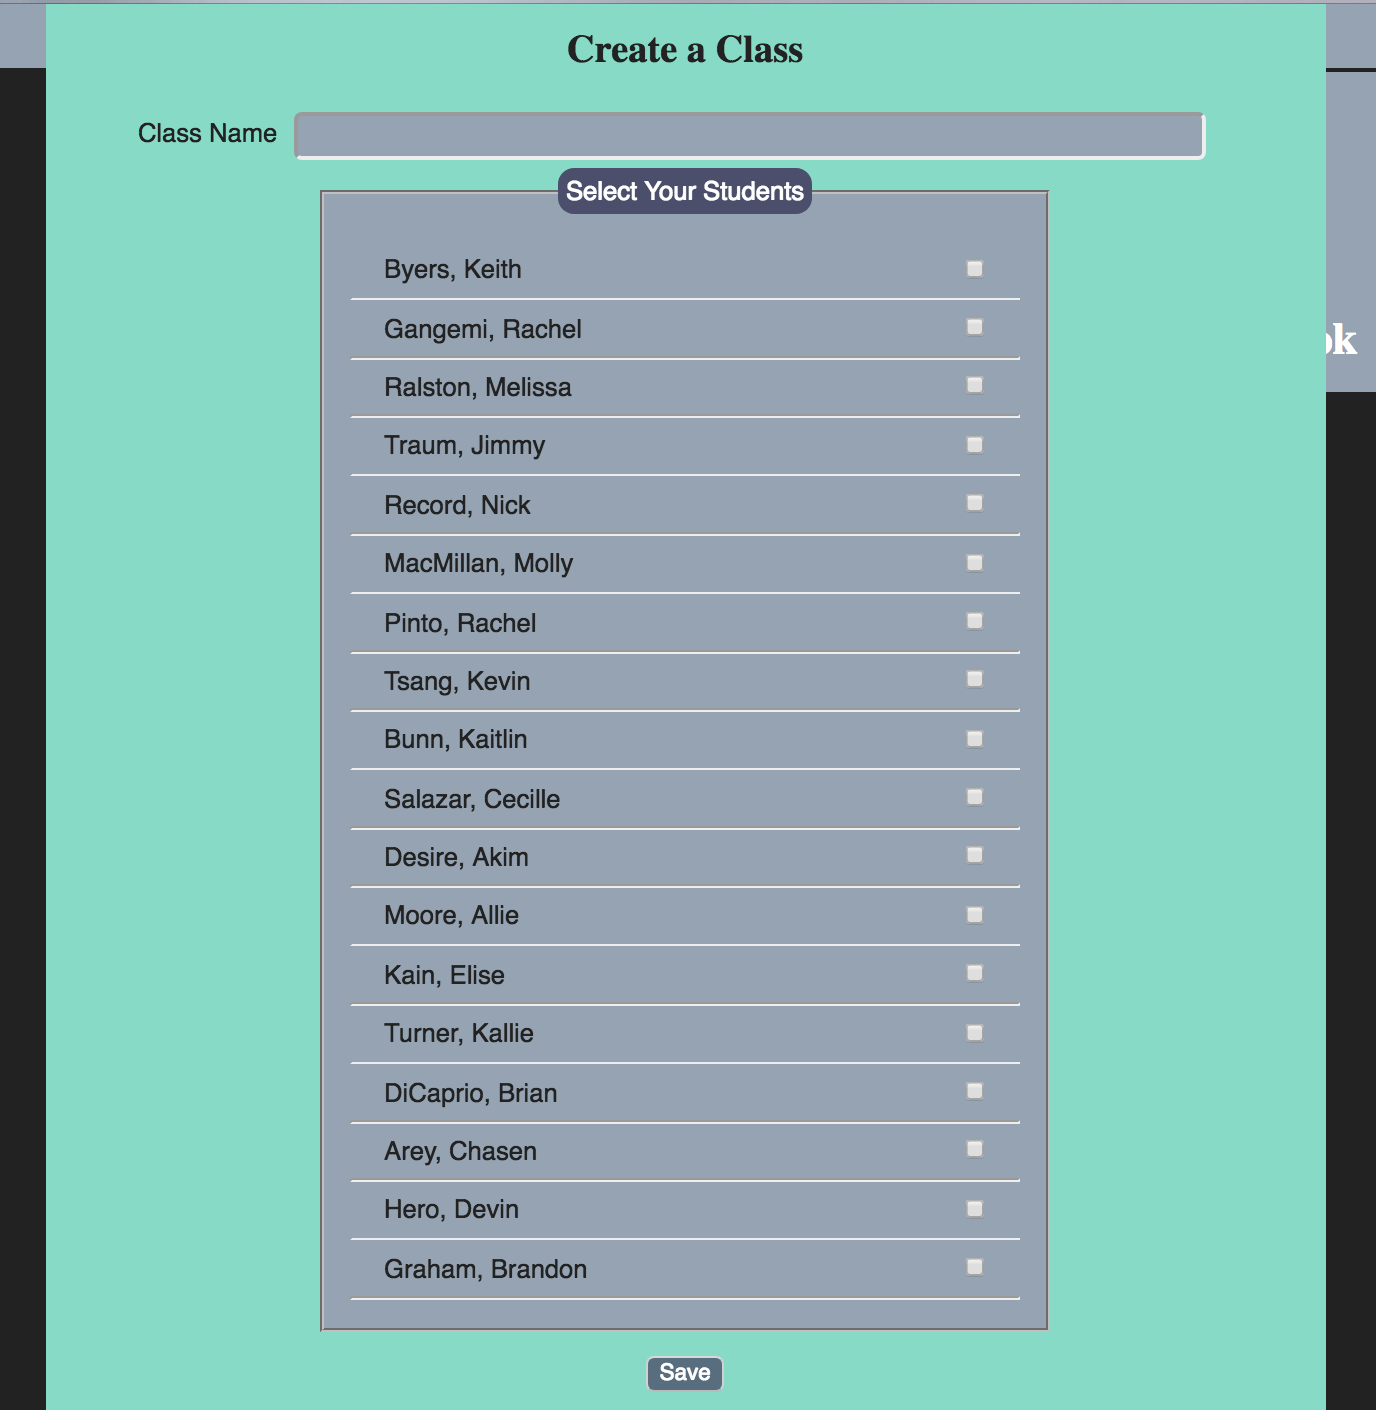 Create a Class
Class Name
Select Your Students
Byers, Keith
Gangemi, Rachel
ok
Ralston, Melissa
Traum, Jimmy
Record, Nick
MacMillan, Molly
Pinto, Rachel
Tsang, Kevin
Bunn, Kaitlin
Salazar, Cecille
Desire, Akim
Moore, Allie
Kain, Elise
Turner, Kallie
DiCaprio, Brian
Arey, Chasen
Hero, Devin
Graham, Brandon
Save